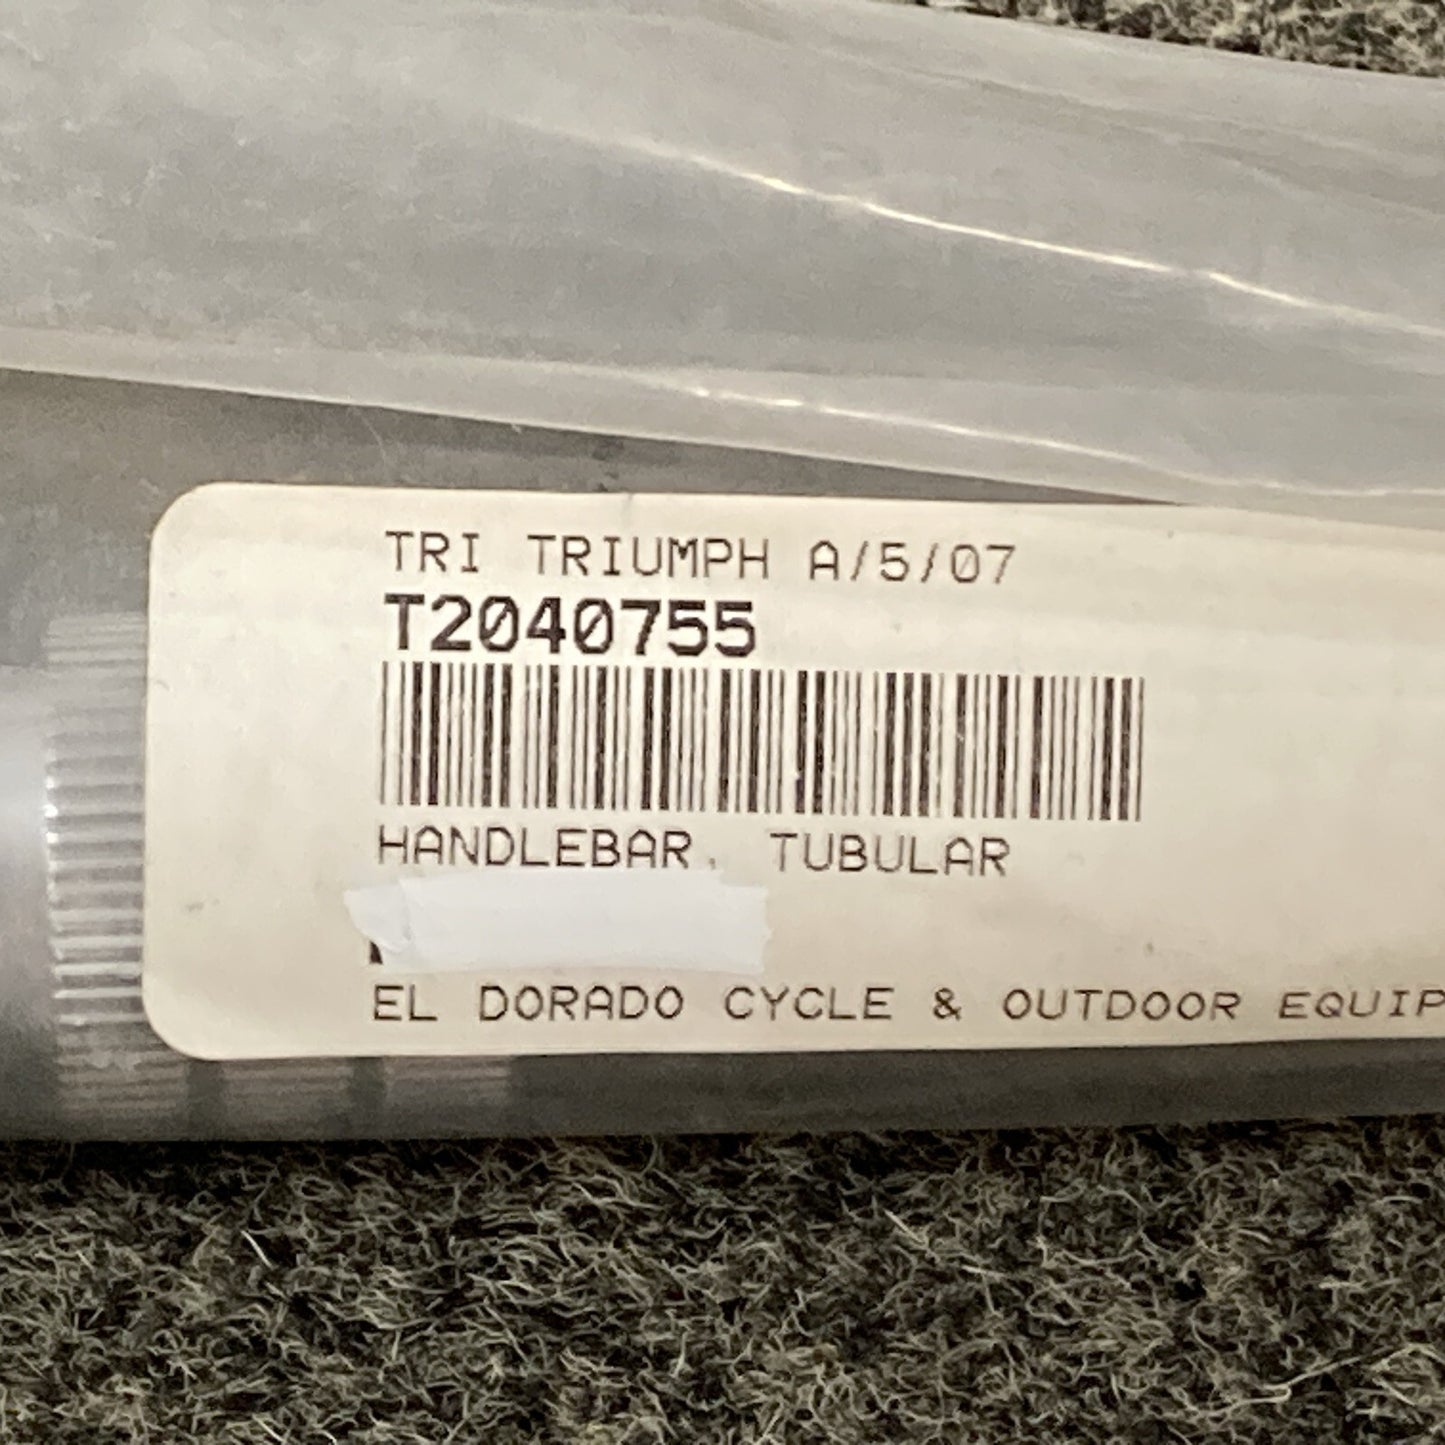 TRI TRIUMPH A/5/07
T2040755
HANDLEBAR, TUBULAR
EL DORADO CYCLE & OUTDOOR EQUIP